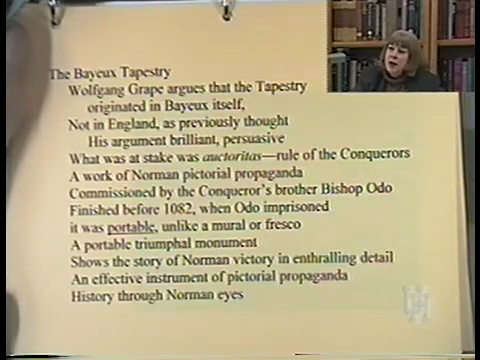 The Bayeux Tapestry
Wolfgang Grape argues that the Tapestry
originated in Bayeux itself,
Not in England, as previously thought
His argument brilliant, persuasive
What was at stake was auctoritas—rule of the Conquerors
A work of Norman pictorial propaganda
Commissioned by the Conqueror's brother Bishop Odo
Finished before 1082, when Odo imprisoned
it was portable, unlike a mural or fresco
A portable triumphal monument
Shows the story of Norman victory in enthralling detail
An effective instrument of pictorial propaganda
History through Norman eyes